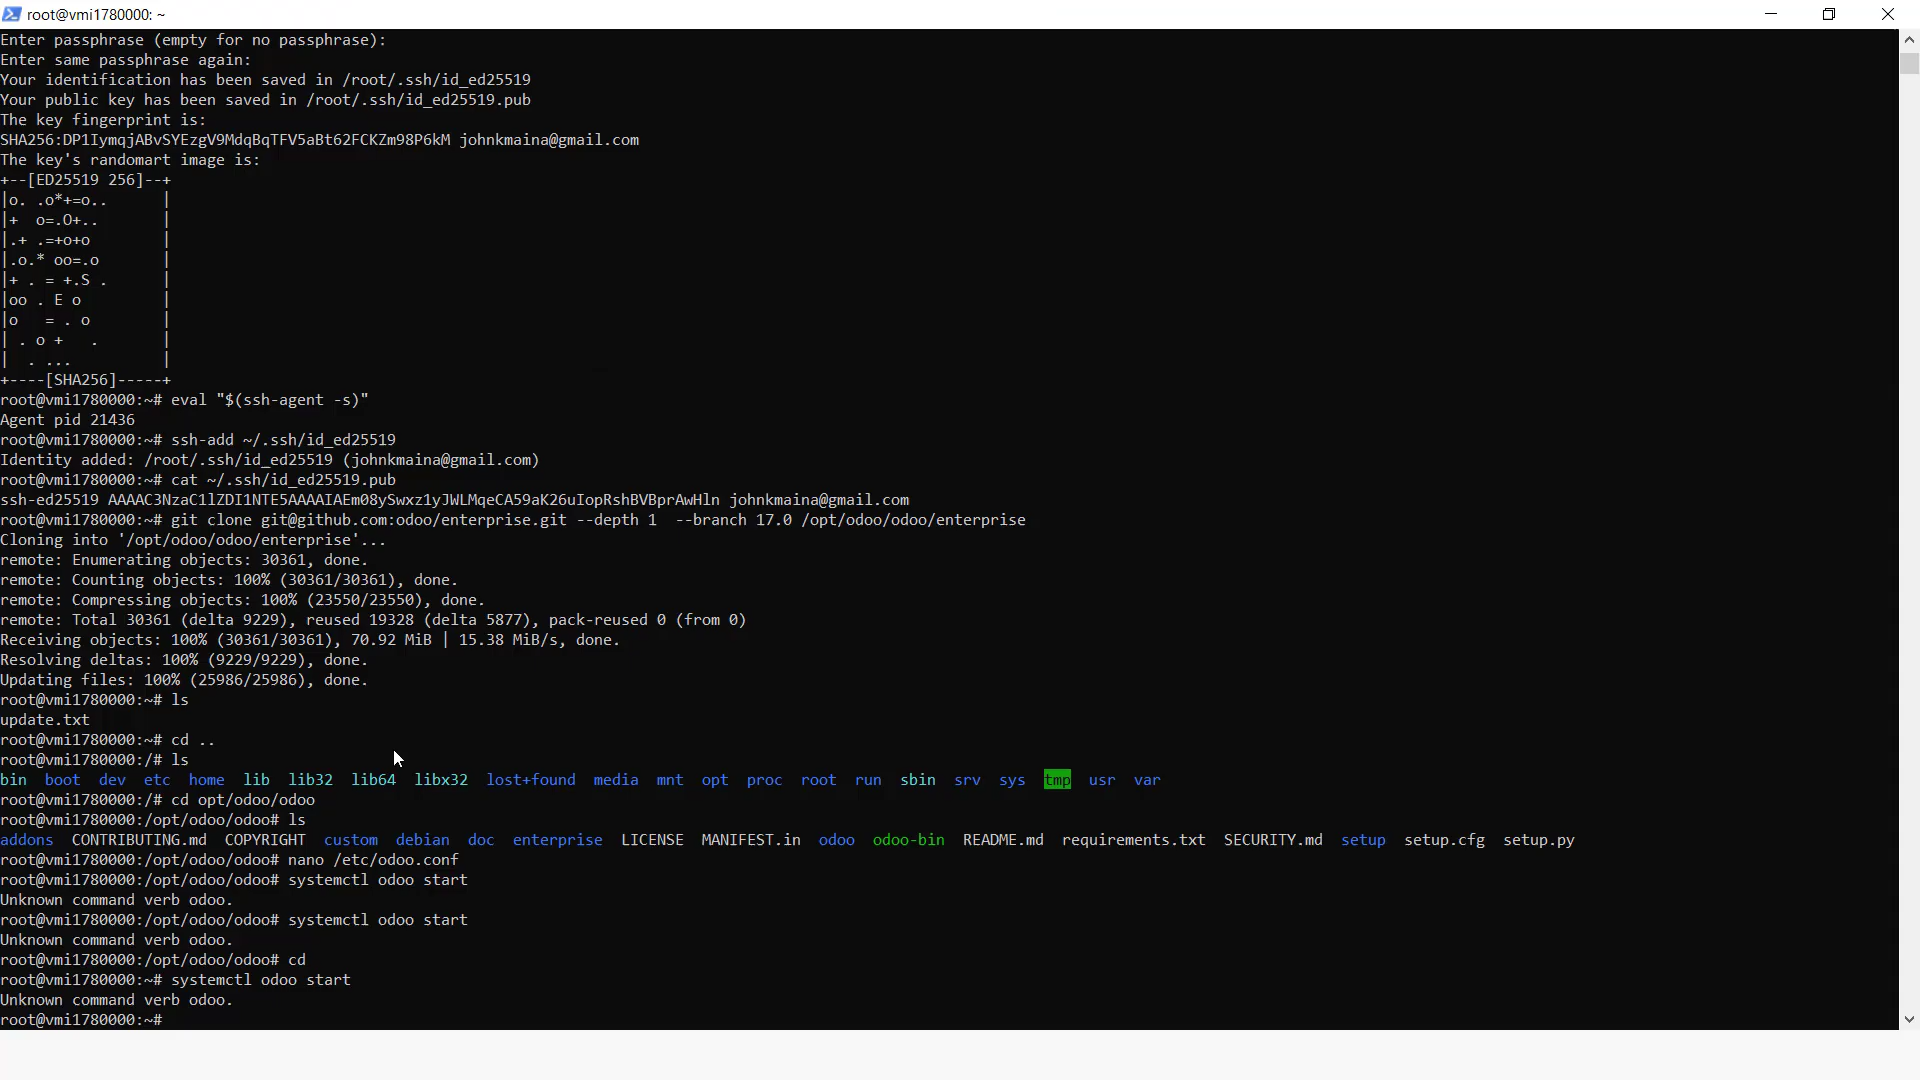 root@vmi1780000: ~
Enter passphrase (empty for no passphrase):
Enter same passphrase again:
Your identification has been saved in /root/.ssh/id_ed25519
Your public key has been saved in /root/.ssh/id_ed25519.pub
The key fingerprint is:
SHA256:DP1IymqjABvSYEzgV9MdqBqTFV5aBt62FCKZm98P6kM johnkmaina@gmail.com
The key's randomart image is:
+--[ED25519 256]--+
|o. .o*+=o..      |
|+  o=.O+..       |
|.+ .=+o+o        |
|.o.* oo=.o       |
|+ . = +.S .      |
|oo . E o         |
|o   = . o        |
| . o +   .       |
|  . ...          |
+----[SHA256]-----+
root@vmi1780000:~# eval "$(ssh-agent -s)"
Agent pid 21436
root@vmi1780000:~# ssh-add ~/.ssh/id_ed25519
Identity added: /root/.ssh/id_ed25519 (johnkmaina@gmail.com)
root@vmi1780000:~# cat ~/.ssh/id_ed25519.pub
ssh-ed25519 AAAAC3NzaC1lZDI1NTE5AAAAIAEm08ySwxz1yJWLMqeCA59aK26uIopRshBVBprAwHln johnkmaina@gmail.com
root@vmi1780000:~# git clone git@github.com:odoo/enterprise.git --depth 1  --branch 17.0 /opt/odoo/odoo/enterprise
Cloning into '/opt/odoo/odoo/enterprise'...
remote: Enumerating objects: 30361, done.
remote: Counting objects: 100% (30361/30361), done.
remote: Compressing objects: 100% (23550/23550), done.
remote: Total 30361 (delta 9229), reused 19328 (delta 5877), pack-reused 0 (from 0)
Receiving objects: 100% (30361/30361), 70.92 MiB | 15.38 MiB/s, done.
Resolving deltas: 100% (9229/9229), done.
Updating files: 100% (25986/25986), done.
root@vmi1780000:~# ls
update.txt
root@vmi1780000:~# cd ..
root@vmi1780000:/# ls
bin  boot  dev  etc  home  lib  lib32  lib64  libx32  lost+found  media  mnt  opt  proc  root  run  sbin  srv  sys  tmp  usr  var
root@vmi1780000:/# cd opt/odoo/odoo
root@vmi1780000:/opt/odoo/odoo# ls
addons  CONTRIBUTING.md  COPYRIGHT  custom  debian  doc  enterprise  LICENSE  MANIFEST.in  odoo  odoo-bin  README.md  requirements.txt  SECURITY.md  setup  setup.cfg  setup.py
root@vmi1780000:/opt/odoo/odoo# nano /etc/odoo.conf
root@vmi1780000:/opt/odoo/odoo# systemctl odoo start
Unknown command verb odoo.
root@vmi1780000:/opt/odoo/odoo# systemctl odoo start
Unknown command verb odoo.
root@vmi1780000:/opt/odoo/odoo# cd
root@vmi1780000:~# systemctl odoo start
Unknown command verb odoo.
root@vmi1780000:~#